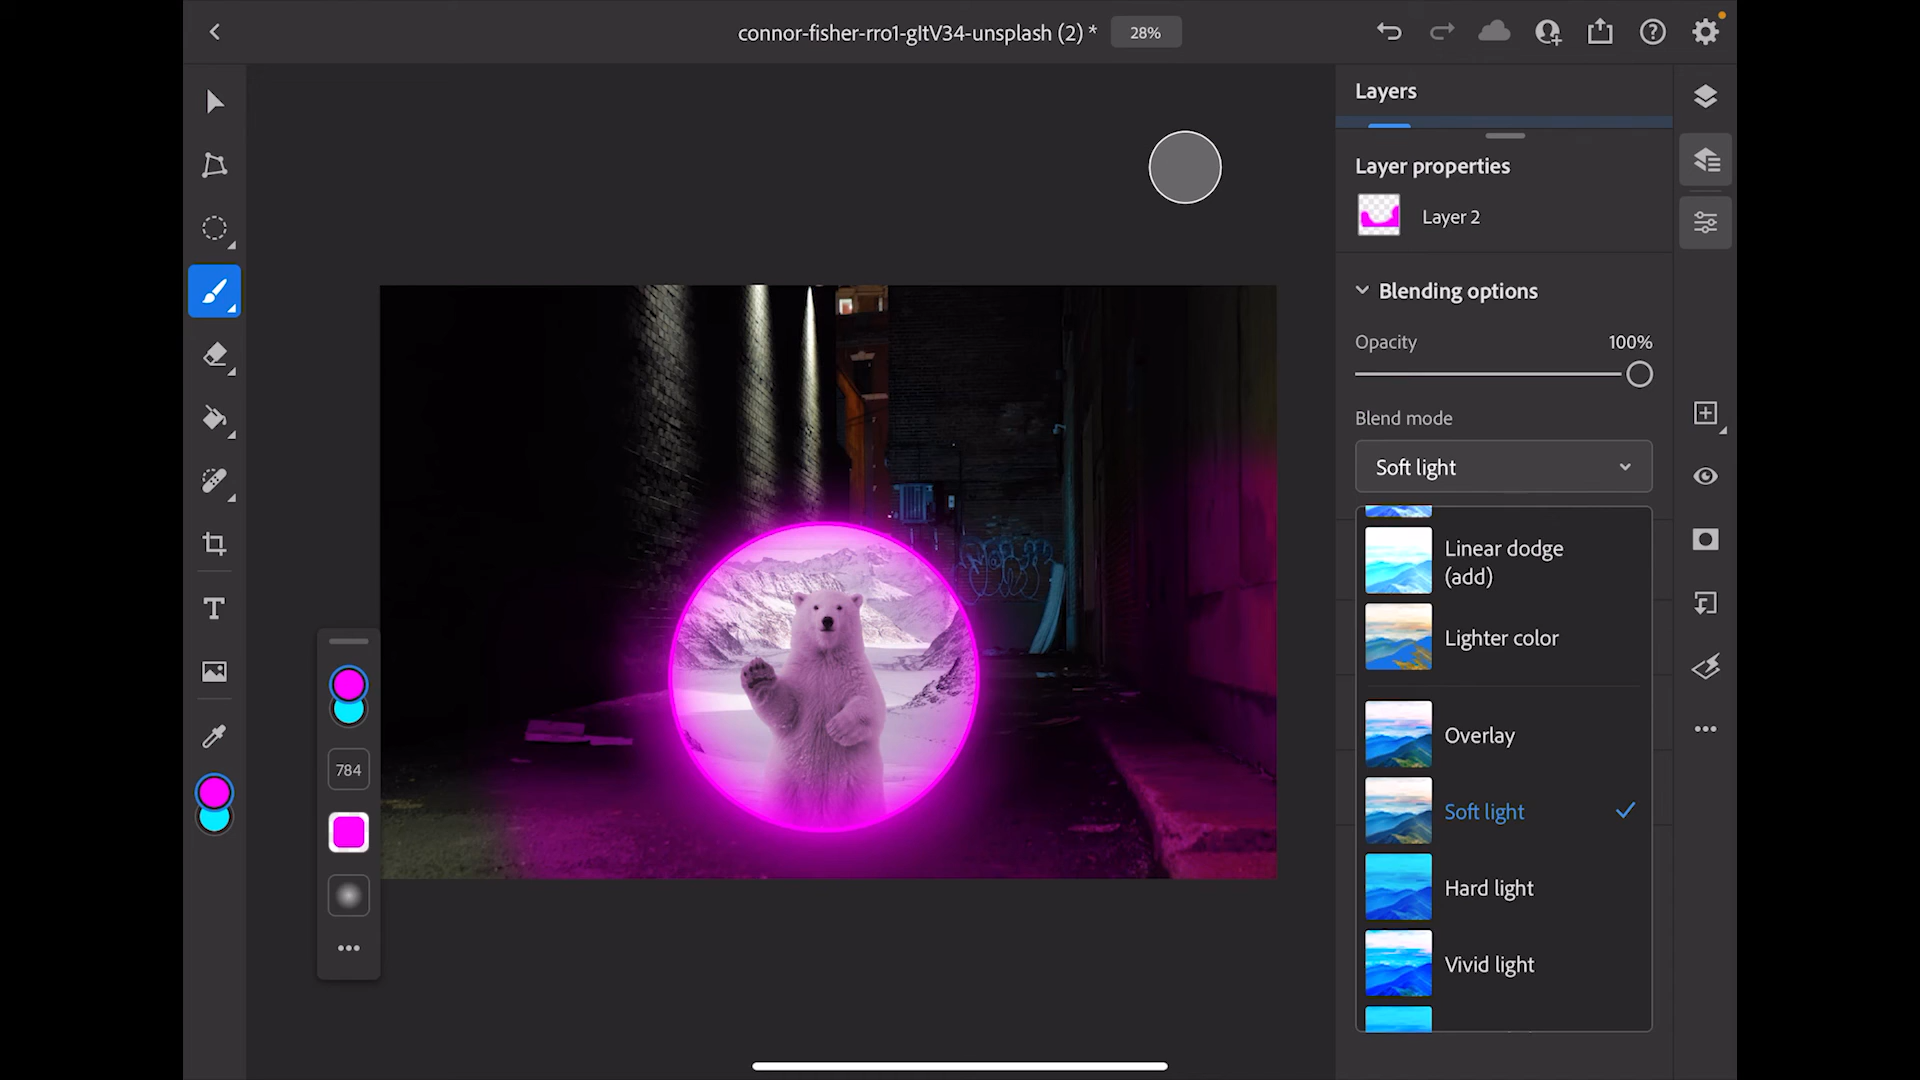 connor-fisher-rro1-gItV34-unsplash (2) *
28%
Layers
Layer properties
Layer 2
Blending options
Opacity
100%
Blend mode
Soft light
Linear dodge
(add)
Lighter color
Overlay
Soft light
Hard light
Vivid light
784